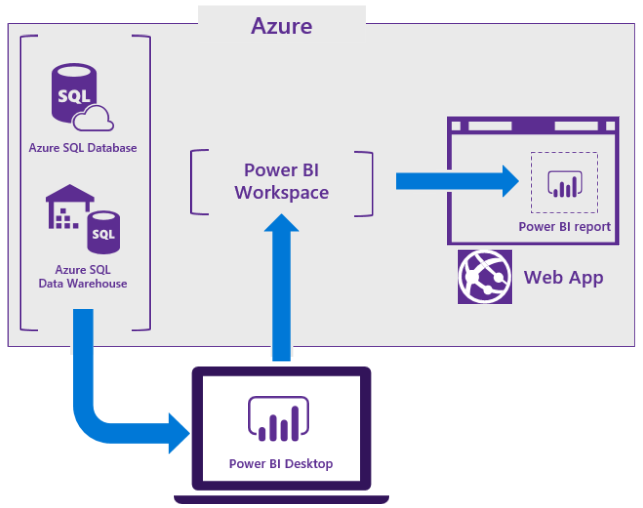 Azure
SQL
Azure SQL Database
SQL
Azure SQL
Data Warehouse
Power BI
Workspace
Power BI report
Web App
Power BI Desktop